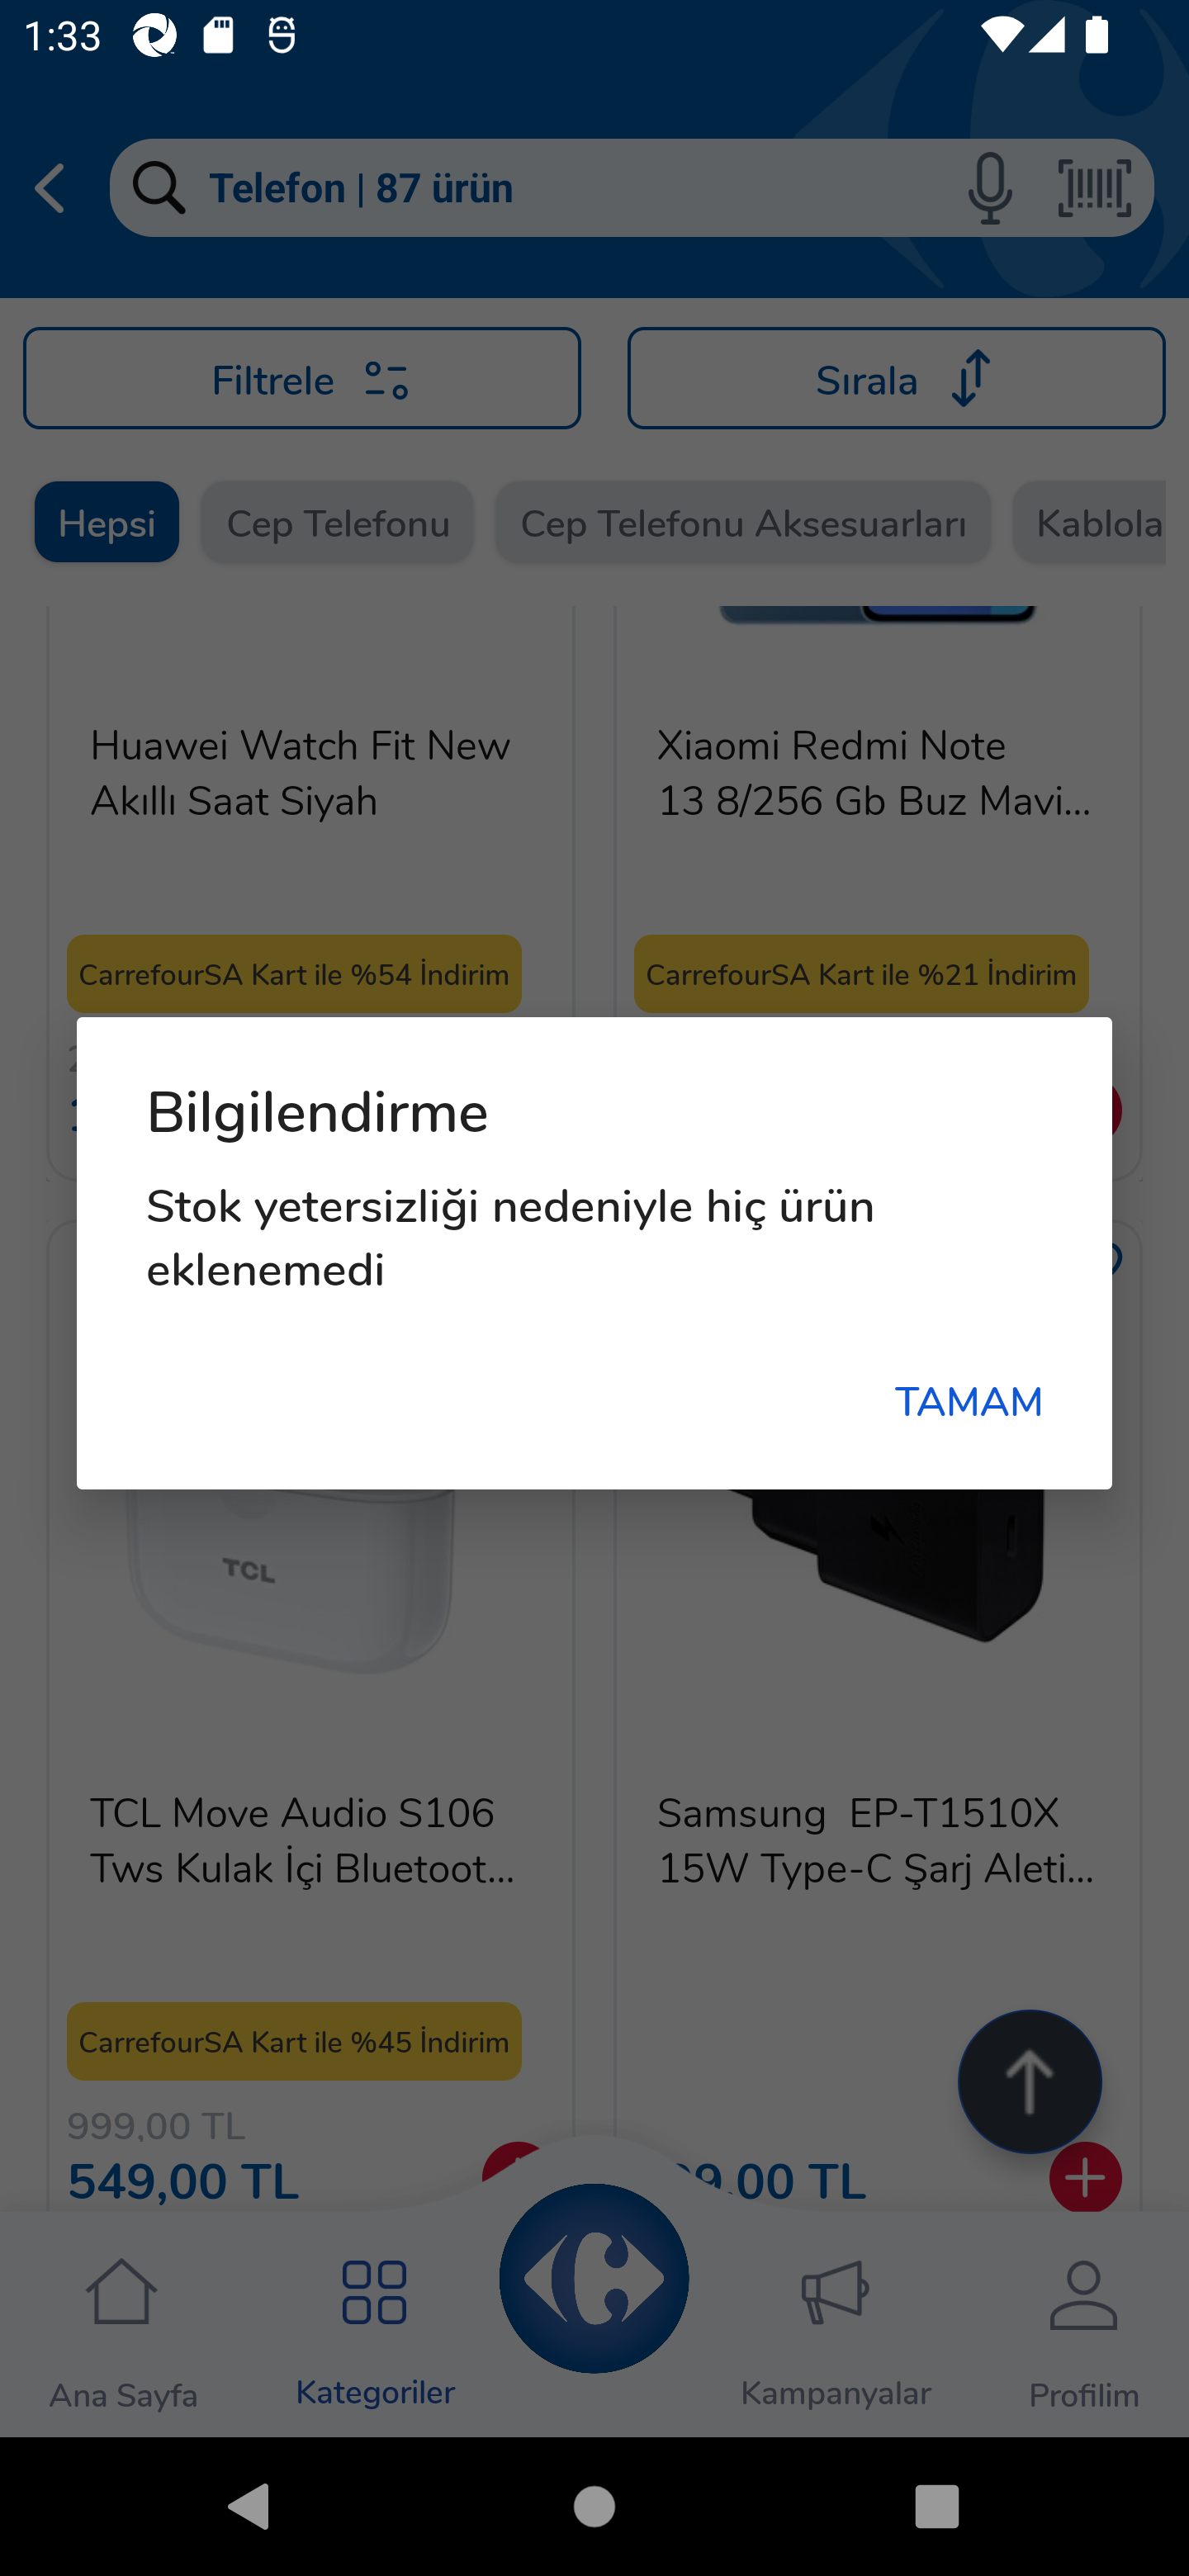 1:33
Telefon | 87 ürün
Filtrele
Sırala
Hepsi
Cep Telefonu
Cep Telefonu Aksesuarları
Kablola
Huawei Watch Fit New
Akıllı Saat Siyah
Xiaomi Redmi Note
13 8/256 Gb Buz Mavi...
CarrefourSA Kart ile %54 İndirim
CarrefourSA Kart ile %21 İndirim
Bilgilendirme
Stok yetersizliği nedeniyle hiç ürün
eklenemedi
TAMAM
TCL
TCL Move Audio S106
Tws Kulak İçi Bluetoot...
Samsung EP-T1510X
15W Type-C Şarj Aleti...
CarrefourSA Kart ile %45 İndirim
999,00 TL
549,00 TL
9,00 TL
Ana Sayfa
Kategoriler
Kampanyalar
Profilim